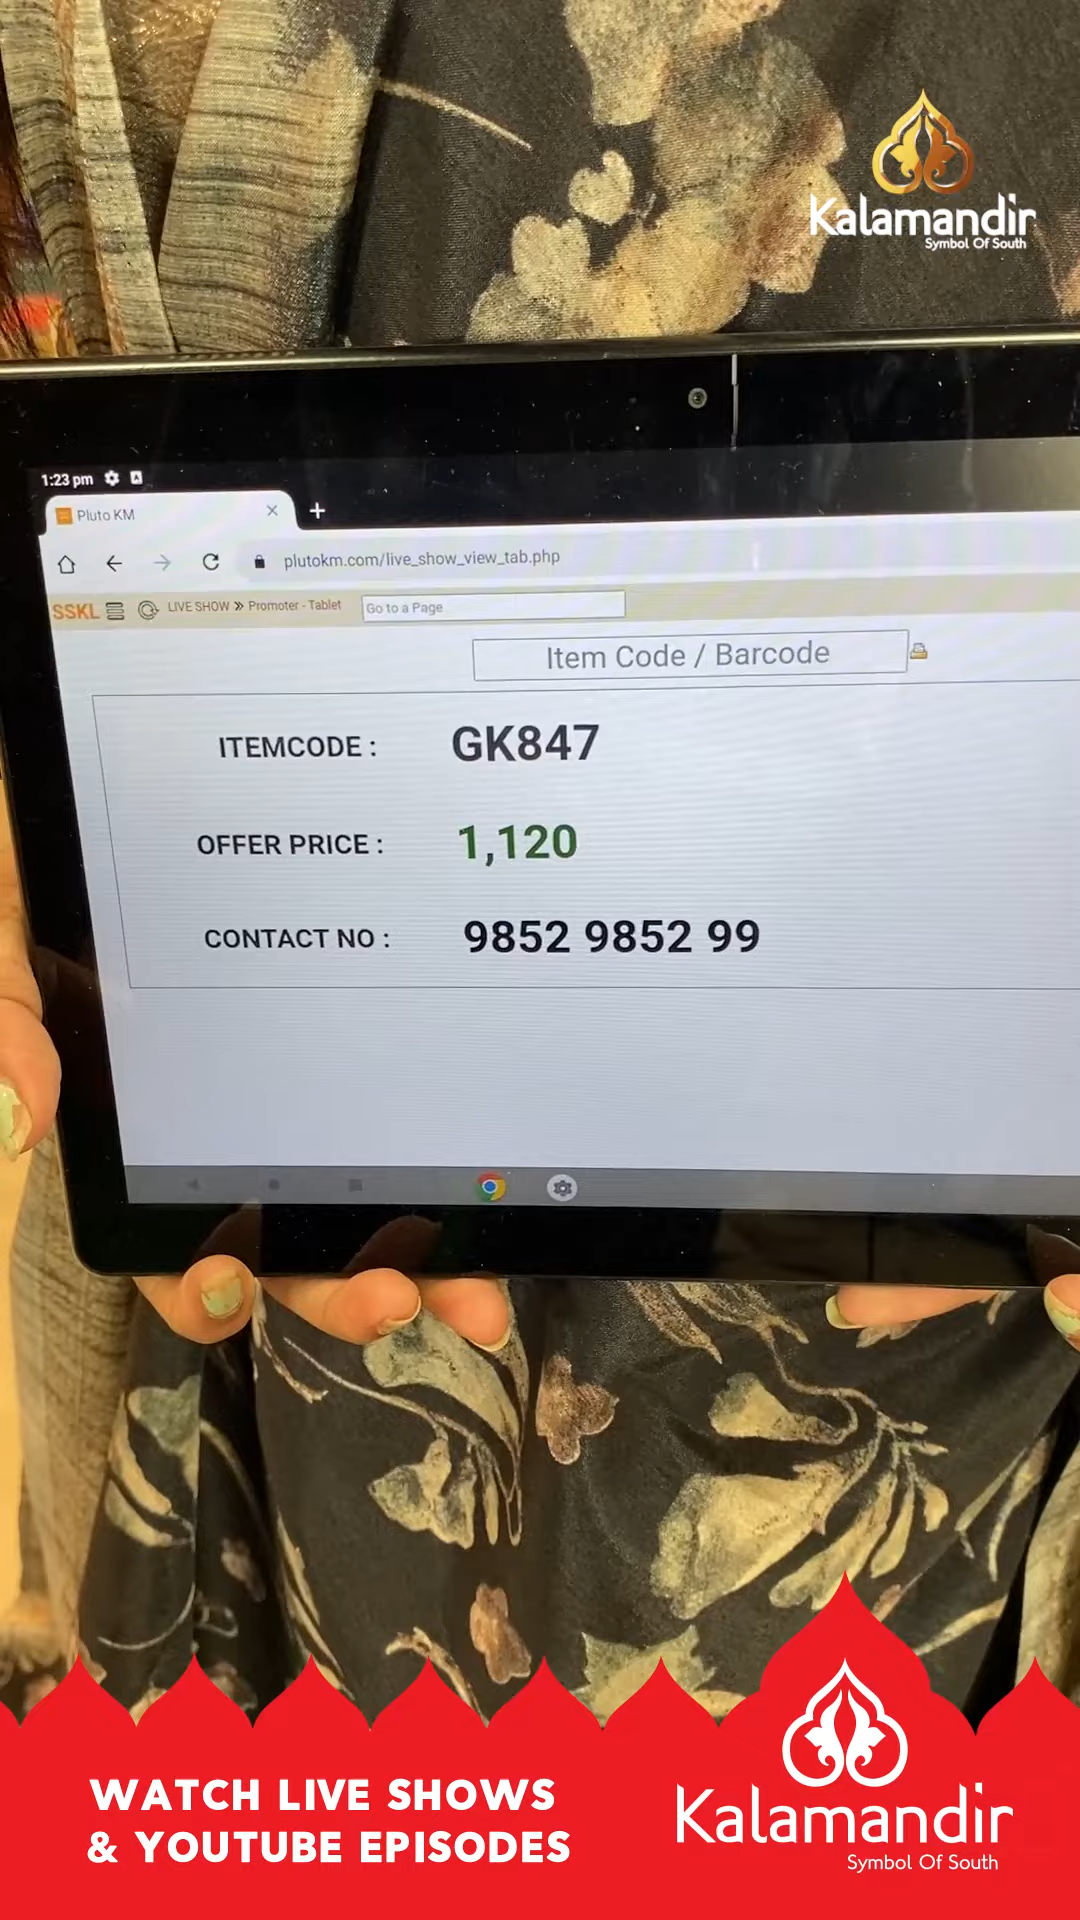 Kalamandir
Symbol Of South
1:23 pm
Pluto KM
plutokm.com/live_show_view_tab.php
SSKL LIVE SHOW » Promoter - Tablet Go to a Page
Item Code / Barcode
ITEMCODE : GK847
OFFER PRICE : 1,120
CONTACT NO : 9852 9852 99
WATCH LIVE SHOWS
& YOUTUBE EPISODES
Kalamandir
Symbol Of South